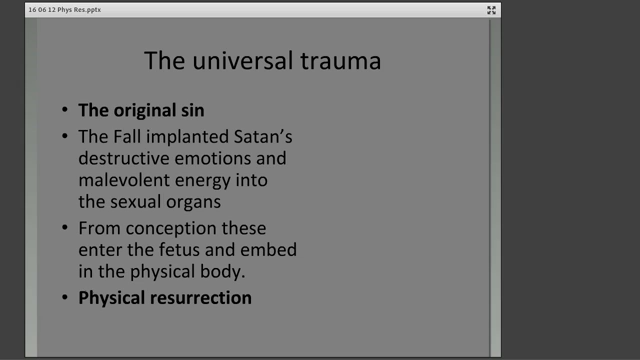 16 06 12 Phys Res.pptx
The universal trauma
• The original sin
• The Fall implanted Satan's
destructive emotions and
malevolent energy into
the sexual organs
• From conception these
enter the fetus and embed
in the physical body.
• Physical resurrection